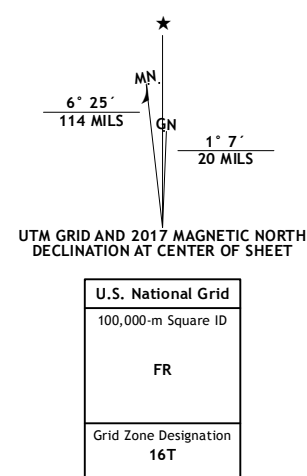 ★
MN.
6° 25´
114 MILS
GN
1° 7´
20 MILS
UTM GRID AND 2017 MAGNETIC NORTH
DECLINATION AT CENTER OF SHEET
U.S. National Grid
100,000-m Square ID
FR
Grid Zone Designation
16T